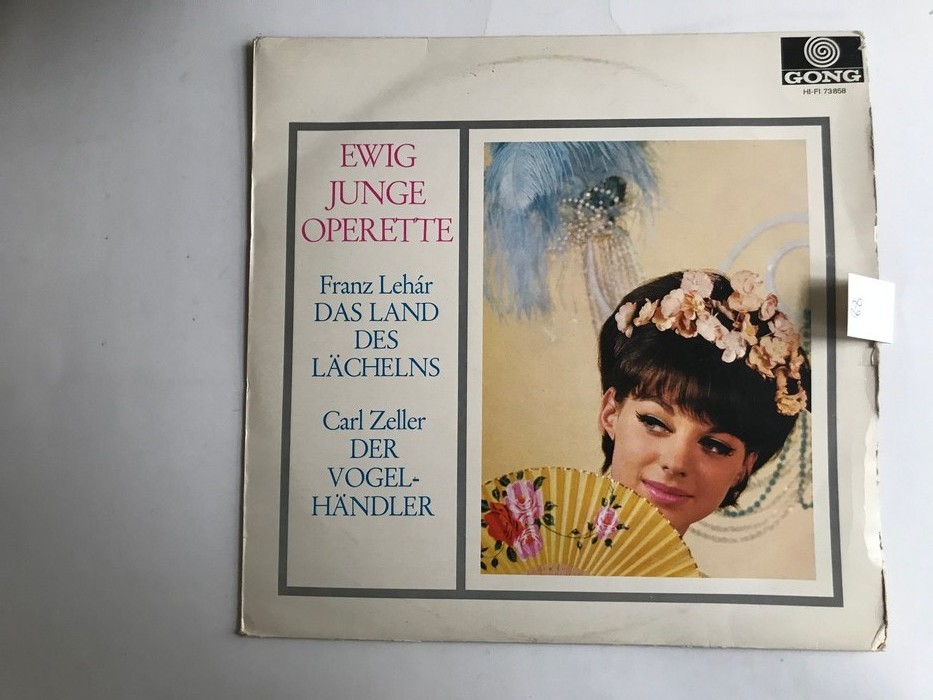 GONG
HI-FI 73858
EWIG
JUNGE
OPERETTE
Franz Lehár
DAS LAND
DES
LÄCHELNS
Carl Zeller
DER
VOGEL-
HÄNDLER